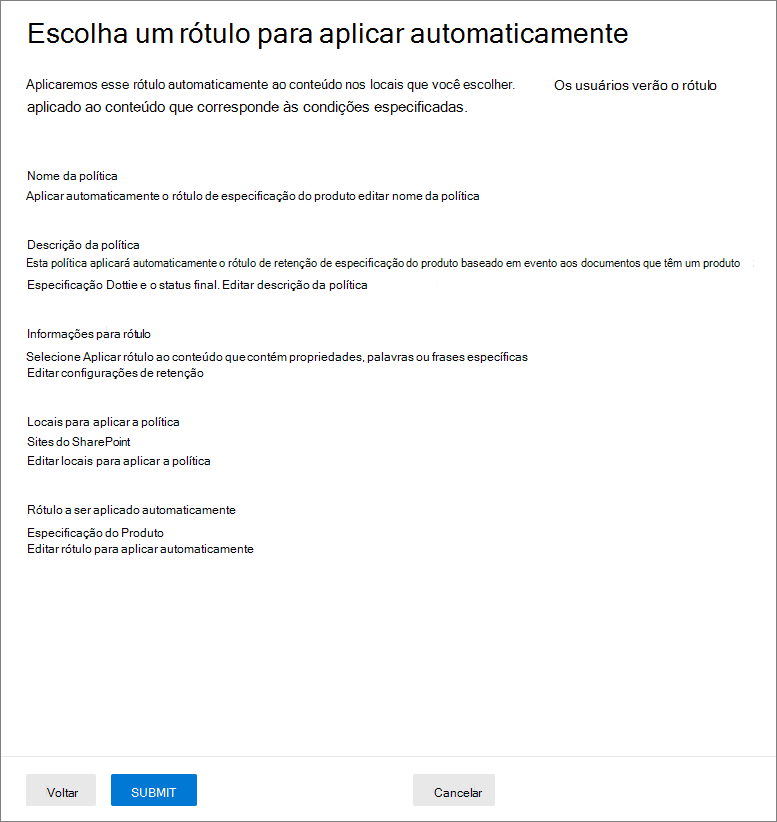 Escolha um rótulo para aplicar automaticamente
Aplicaremos esse rótulo automaticamente ao conteúdo nos locais que você escolher. Os usuários verão o rótulo
aplicado ao conteúdo que corresponde às condições especificadas.
Nome da política
Aplicar automaticamente o rótulo de especificação do produto editar nome da política
Descrição da política
Esta política aplicará automaticamente o rótulo de retenção de especificação do produto baseado em evento aos documentos que têm um produto
Especificação Dottie e o status final. Editar descrição da política
Informações para rótulo
Selecione Aplicar rótulo ao conteúdo que contém propriedades, palavras ou frases específicas
Editar configurações de retenção
Locais para aplicar a política
Sites do SharePoint
Editar locais para aplicar a política
Rótulo a ser aplicado automaticamente
Especificação do Produto
Editar rótulo para aplicar automaticamente
Voltar SUBMIT Cancelar